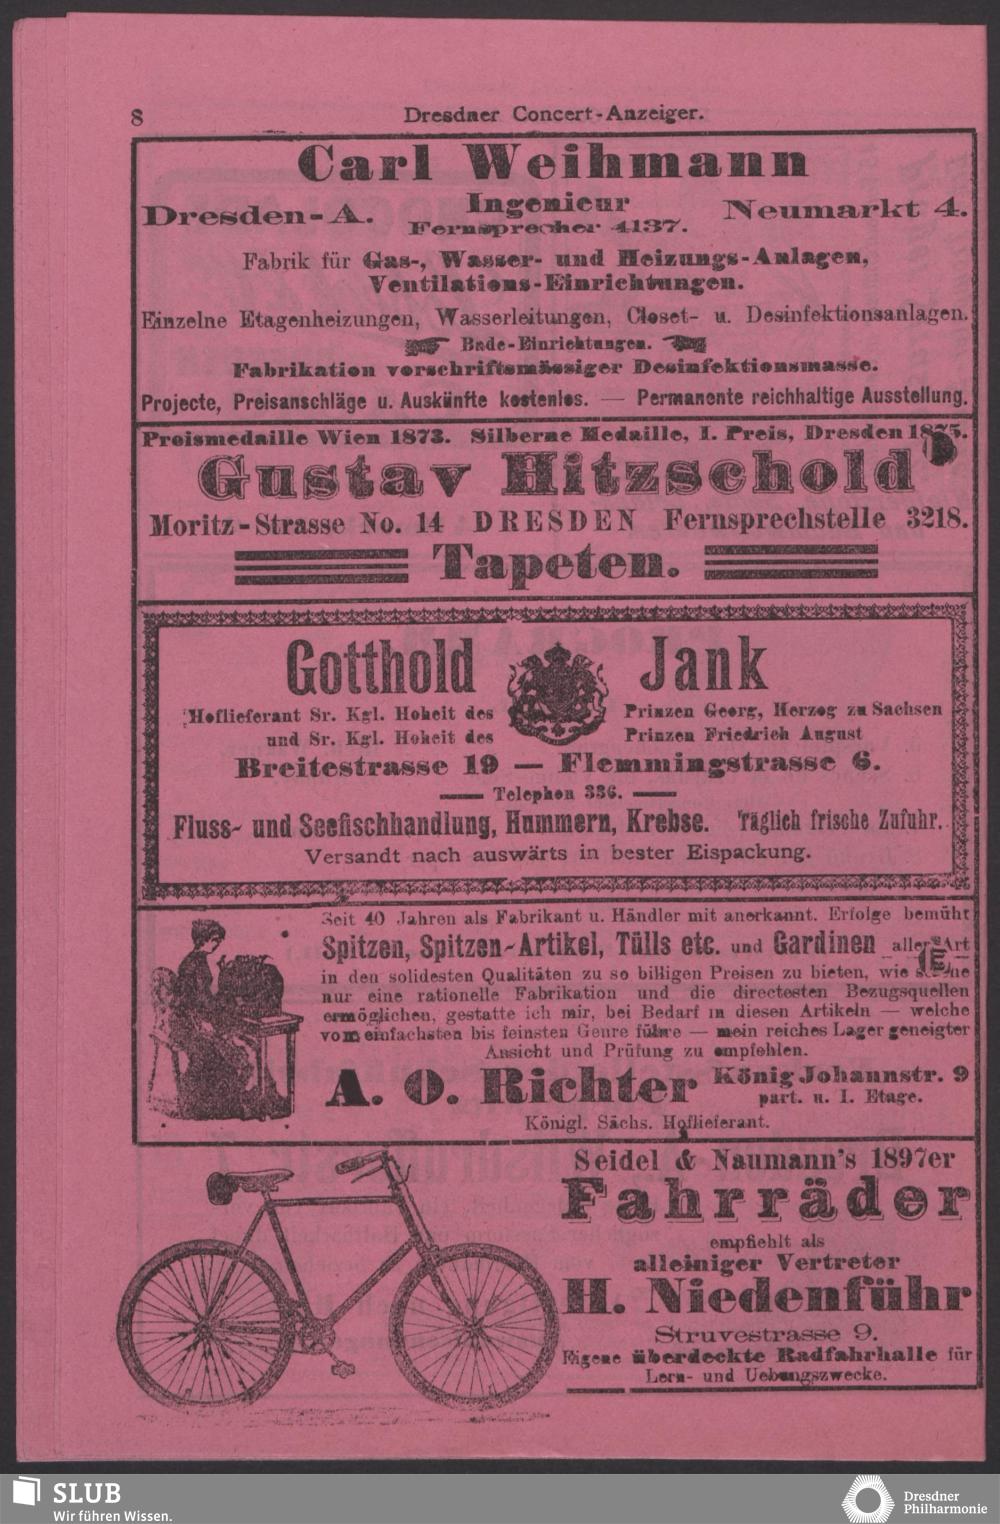 8
Dresdner Concert-Anzeiger.
Carl Weihmann
Dresden-A. Ingenieur Neumarkt 4.
Fernsprecher 4137.
Fabrik für Gas-, Wasser- und Heizungs-Anlagen,
Ventilations-Einrichtungen.
Einzelne Etagenheizungen, Wasserleitungen, Closet- u. Desinfektionsanlagen.
Bade-Einrichtungen.
Fabrikation vorschriftsmässiger Desinfektionsmasse.
Projecte, Preisanschläge u. Auskünfte kostenlos. — Permanente reichhaltige Ausstellung.
Preismedaille Wien 1873. Silberne Medaille, I. Preis, Dresden 1875.
Gustav Hitzschold
Moritz-Strasse No. 14 DRESDEN Fernsprechstelle 3218.
Tapeten.
Gotthold Jank
Hoflieferant Sr. Kgl. Hoheit des Prinzen Georg, Herzog zu Sachsen
und Sr. Kgl. Hoheit des Prinzen Friedrich August
Breitestrasse 19 — Flemmingstrasse 6.
— Telephon 336. —
Fluss- und Seefischhandlung, Hummern, Krebse. Täglich frische Zufuhr.
Versandt nach auswärts in bester Eispackung.
Seit 40 Jahren als Fabrikant u. Händler mit anerkannt. Erfolge bemüht
Spitzen, Spitzen-Artikel, Tülls etc. und Gardinen aller Art
in den solidesten Qualitäten zu so billigen Preisen zu bieten, wie solche
nur eine rationelle Fabrikation und die directesten Bezugsquellen
ermöglichen, gestatte ich mir, bei Bedarf in diesen Artikeln — welche
vom einfachsten bis feinsten Genre führe — mein reiches Lager geneigter
Ansicht und Prüfung zu empfehlen.
A. O. Richter König Johannstr. 9
part. u. I. Etage.
Königl. Sächs. Hoflieferant.
Seidel & Naumann's 1897er
Fahrräder
empfiehlt als
alleiniger Vertreter
H. Niedenführ
Struvestrasse 9.
Eigene überdeckte Radfahrhalle für
Lern- und Uebungszwecke.
SLUB
Wir führen Wissen.
Dresdner
Philharmonie